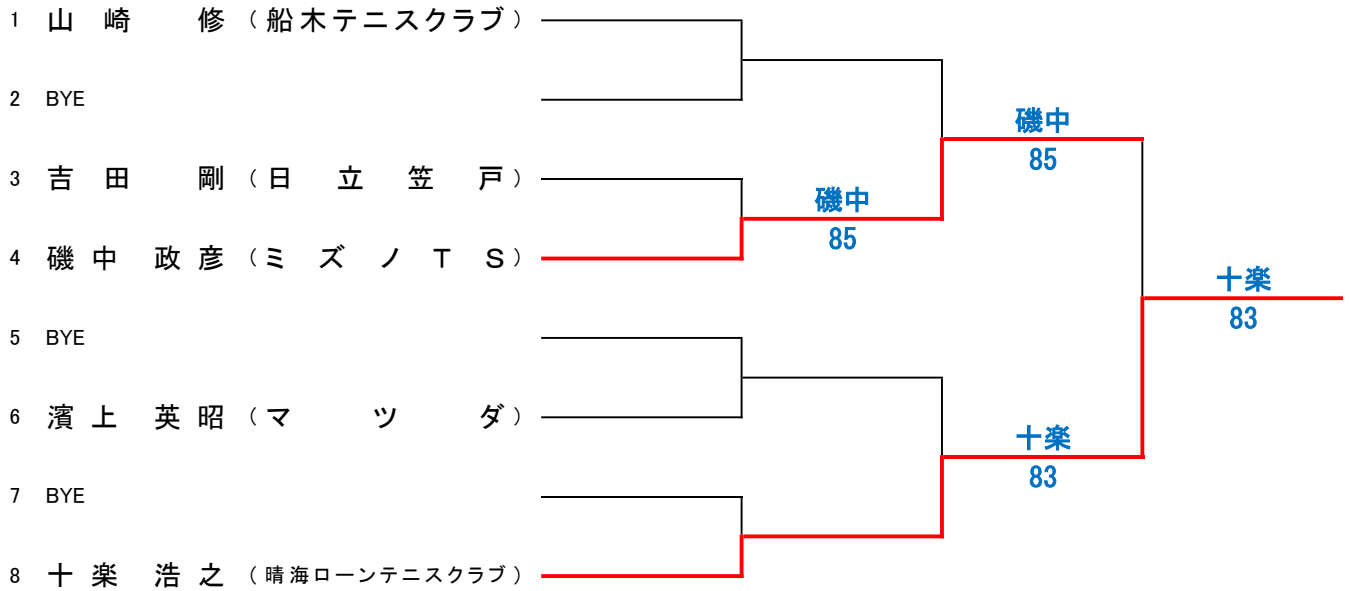 1 山崎 修 (船木テニスクラブ)
2 BYE
磯中
85
3 吉田 剛 (日立笠戸)
磯中
85
4 磯中 政彦 (ミズノTS)
十楽
83
5 BYE
6 濱上 英昭 (マツダ)
十楽
83
7 BYE
8 十楽 浩之 (晴海ローンテニスクラブ)